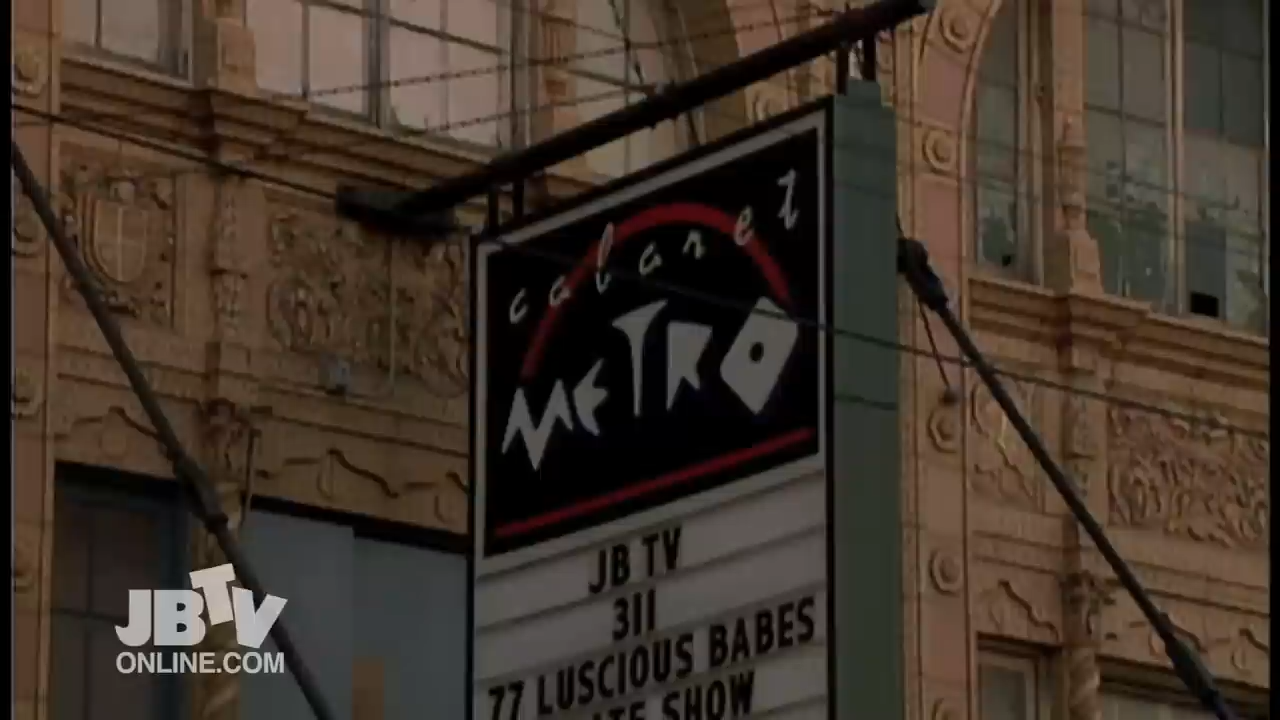 cabaret
METRO
JB TV
311
77 LUSCIOUS BABES
SHOW
JBTV
ONLINE.COM